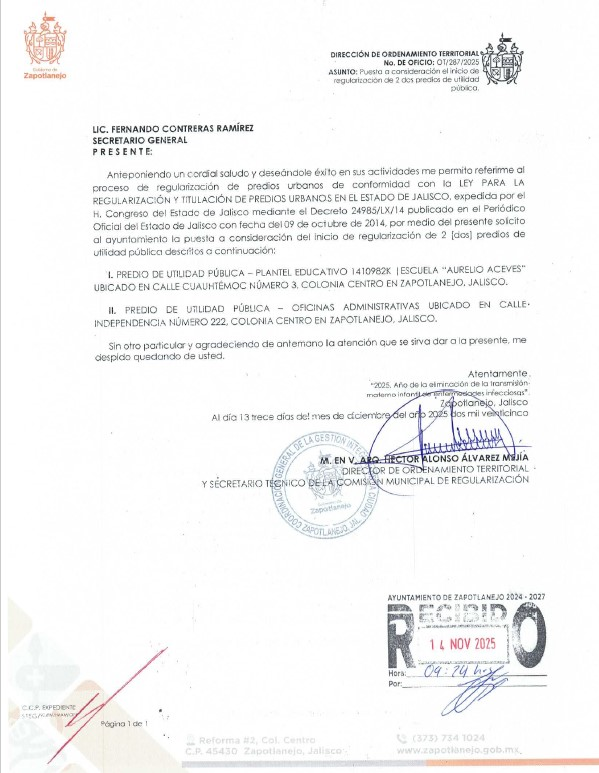 Gobierno de
Zapotlanejo
DIRECCIÓN DE ORDENAMIENTO TERRITORIAL
No. DE OFICIO: OT/287/2025
ASUNTO: Puesta a consideración el inicio de
regularización de 2 dos predios de utilidad
pública.
LIC. FERNANDO CONTRERAS RAMÍREZ
SECRETARIO GENERAL
P R E S E N T E:
Anteponiendo un cordial saludo y deseándole éxito en sus actividades me permito referirme al
proceso de regularización de predios urbanos de conformidad con la LEY PARA LA
REGULARIZACIÓN Y TITULACIÓN DE PREDIOS URBANOS EN EL ESTADO DE JALISCO, expedida por el
H. Congreso del Estado de Jalisco mediante el Decreto 24985/LX/14 publicado en el Periódico
Oficial del Estado de Jalisco con fecha del 09 de octubre de 2014, por medio del presente solicito
al ayuntamiento la puesta a consideración del inicio de regularización de 2 [dos] predios de
utilidad pública descritos a continuación:
I. PREDIO DE UTILIDAD PÚBLICA – PLANTEL EDUCATIVO 1410982K |ESCUELA "AURELIO ACEVES"
UBICADO EN CALLE CUAUHTÉMOC NÚMERO 3, COLONIA CENTRO EN ZAPOTLANEJO, JALISCO.
II. PREDIO DE UTILIDAD PÚBLICA – OFICINAS ADMINISTRATIVAS UBICADO EN CALLE
INDEPENDENCIA NÚMERO 222, COLONIA CENTRO EN ZAPOTLANEJO, JALISCO.
Sin otro particular y agradeciendo de antemano la atención que se sirva dar a la presente, me
despido quedando de usted.
Atentamente
"2025, Año de la eliminación de la transmisión
materno infantil de enfermedades infecciosas".
Zapotlanejo, Jalisco
Al día 13 trece días del mes de diciembre del año 2025 dos mil veinticinco
M. EN V. ARQ. HÉCTOR ALONSO ÁLVAREZ MEJÍA
DIRECTOR DE ORDENAMIENTO TERRITORIAL
Y SECRETARIO TÉCNICO DE LA COMISIÓN MUNICIPAL DE REGULARIZACIÓN
COORDINACIÓN GENERAL DE LA GESTIÓN CIUDAD
Zapotlanejo
ZAPOTLANEJO, JAL.
AYUNTAMIENTO DE ZAPOTLANEJO 2024 - 2027
RECIBIDO
14 NOV 2025
Hora: 09:24 hrs
Por:
C.C.P. EXPEDIENTE
Página 1 de 1
Reforma #2, Col. Centro
C.P. 45430 Zapotlanejo, Jalisco
(373) 734 1024
www.zapotlanejo.gob.mx